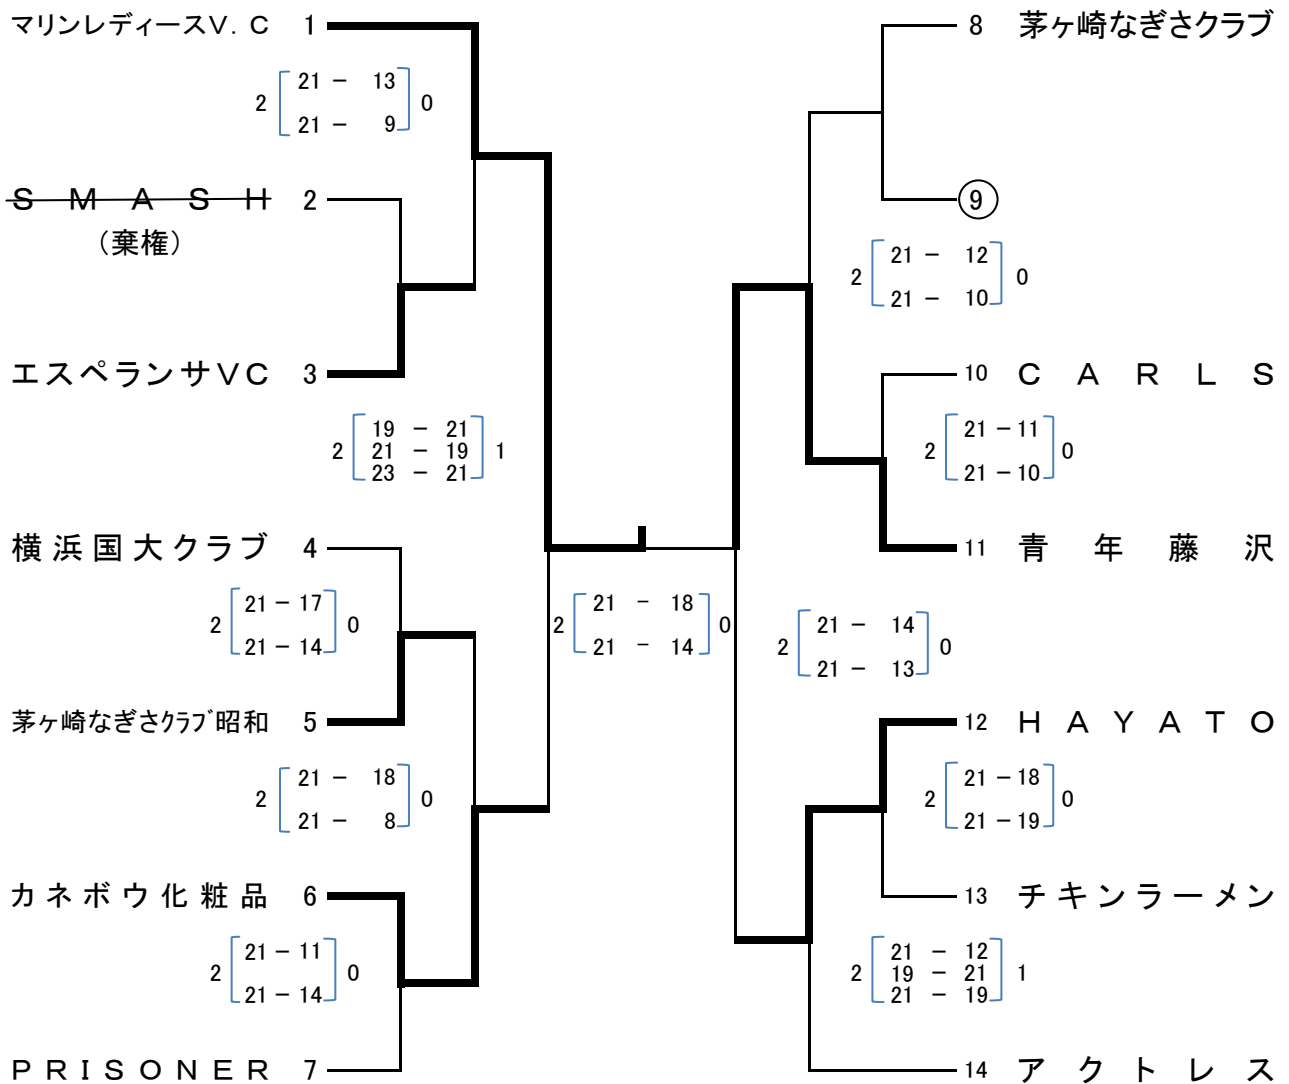 マリンレディースV．C 1
2 21 － 13 0
21 － 9
ＳＭＡＳＨ 2
（棄権）
エスペランサVC 3
2 19 － 21 1
21 － 19
23 － 21
横浜国大クラブ 4
2 21 － 17 0
21 － 14
茅ヶ崎なぎさｸﾗﾌﾞ昭和 5
2 21 － 18 0
21 － 8
カネボウ化粧品 6
2 21 － 11 0
21 － 14
ＰＲＩＳＯＮＥＲ 7
2 21 － 18 0
21 － 14
8 茅ヶ崎なぎさクラブ
9
2 21 － 12 0
21 － 10
10 ＣＡＲＬＳ
2 21 － 11 0
21 － 10
11 青年藤沢
2 21 － 14 0
21 － 13
12 ＨＡＹＡＴＯ
2 21 － 18 0
21 － 19
13 チキンラーメン
2 21 － 12 1
19 － 21
21 － 19
14 アクトレス